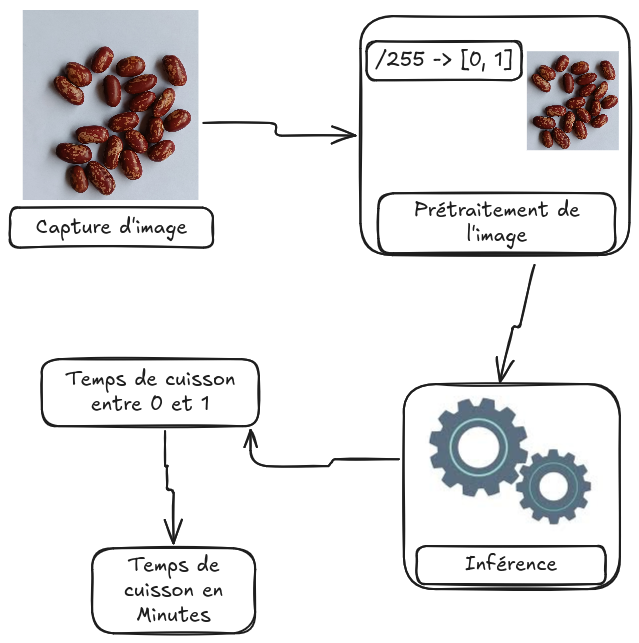 /255 -> [0, 1]
Capture d'image
Prétraitement de
l'image
Temps de cuisson
entre 0 et 1
Inférence
Temps de
cuisson en
Minutes